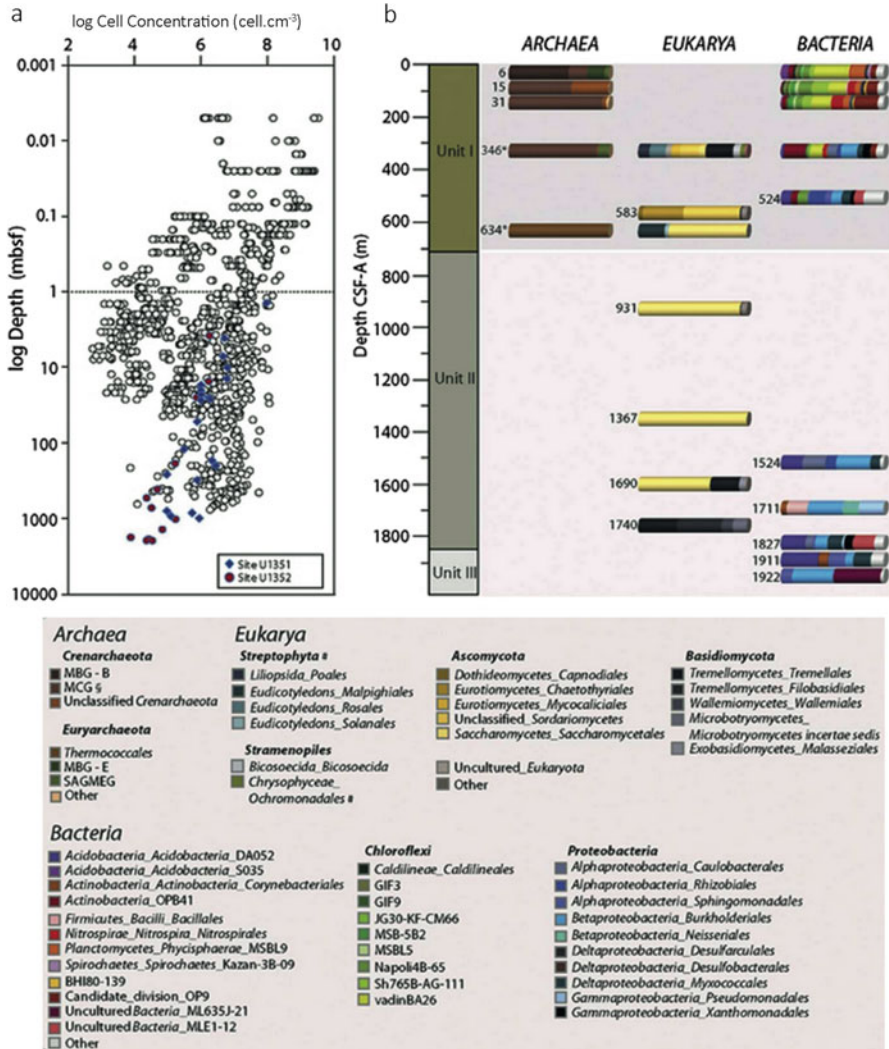 a
log Cell Concentration (cell.cm-3)
2 4 6 8 10
0.001
0.01
0.1
1
10
100
1000
10000
log Depth (mbsf)
Site U1351
Site U1352
b
ARCHAEA EUKARYA BACTERIA
Depth CSF-A (m)
0
200
400
600
800
1000
1200
1400
1600
1800
Unit I
Unit II
Unit III
6
15
31
346*
634*
583
931
1367
1690
1740
524
1524
1711
1827
1911
1922
Archaea
Crenarchaeota
MBG - B
MCG §
Unclassified Crenarchaeota
Euryarchaeota
Thermococcales
MBG - E
SAGMEG
Other
Eukarya
Streptophyta #
Liliopsida_Poales
Eudicotyledons_Malpighiales
Eudicotyledons_Rosales
Eudicotyledons_Solanales
Stramenopiles
Bicosoecida_Bicosoecida
Chrysophyceae_
Ochromonadales #
Ascomycota
Dothideomycetes_Capnodiales
Eurotiomycetes_Chaetothyriales
Eurotiomycetes_Mycocaliciales
Unclassified_Sordariomycetes
Saccharomycetes_Saccharomycetales
Uncultured_Eukaryota
Other
Basidiomycota
Tremellomycetes_Tremellales
Tremellomycetes_Filobasidiales
Wallemiomycetes_Wallemiales
Microbotryomycetes_
Microbotryomycetes incertae sedis
Exobasidiomycetes_Malasseziales
Bacteria
Acidobacteria_Acidobacteria_DA052
Acidobacteria_Acidobacteria_S035
Actinobacteria_Actinobacteria_Corynebacteriales
Actinobacteria_OPB41
Firmicutes_Bacilli_Bacillales
Nitrospirae_Nitrospira_Nitrospirales
Planctomycetes_Phycisphaerae_MSBL9
Spirochaetes_Spirochaetes_Kazan-3B-09
BHI80-139
Candidate_division_OP9
Uncultured Bacteria_ML635J-21
Uncultured Bacteria_MLE1-12
Other
Chloroflexi
Caldilineae_Caldilineales
GIF3
GIF9
JG30-KF-CM66
MSB-5B2
MSBL5
Napoli4B-65
Sh765B-AG-111
vadinBA26
Proteobacteria
Alphaproteobacteria_Caulobacterales
Alphaproteobacteria_Rhizobiales
Alphaproteobacteria_Sphingomonadales
Betaproteobacteria_Burkholderiales
Betaproteobacteria_Neisseriales
Deltaproteobacteria_Desulfarculales
Deltaproteobacteria_Desulfobacterales
Deltaproteobacteria_Myxococcales
Gammaproteobacteria_Pseudomonadales
Gammaproteobacteria_Xanthomonadales